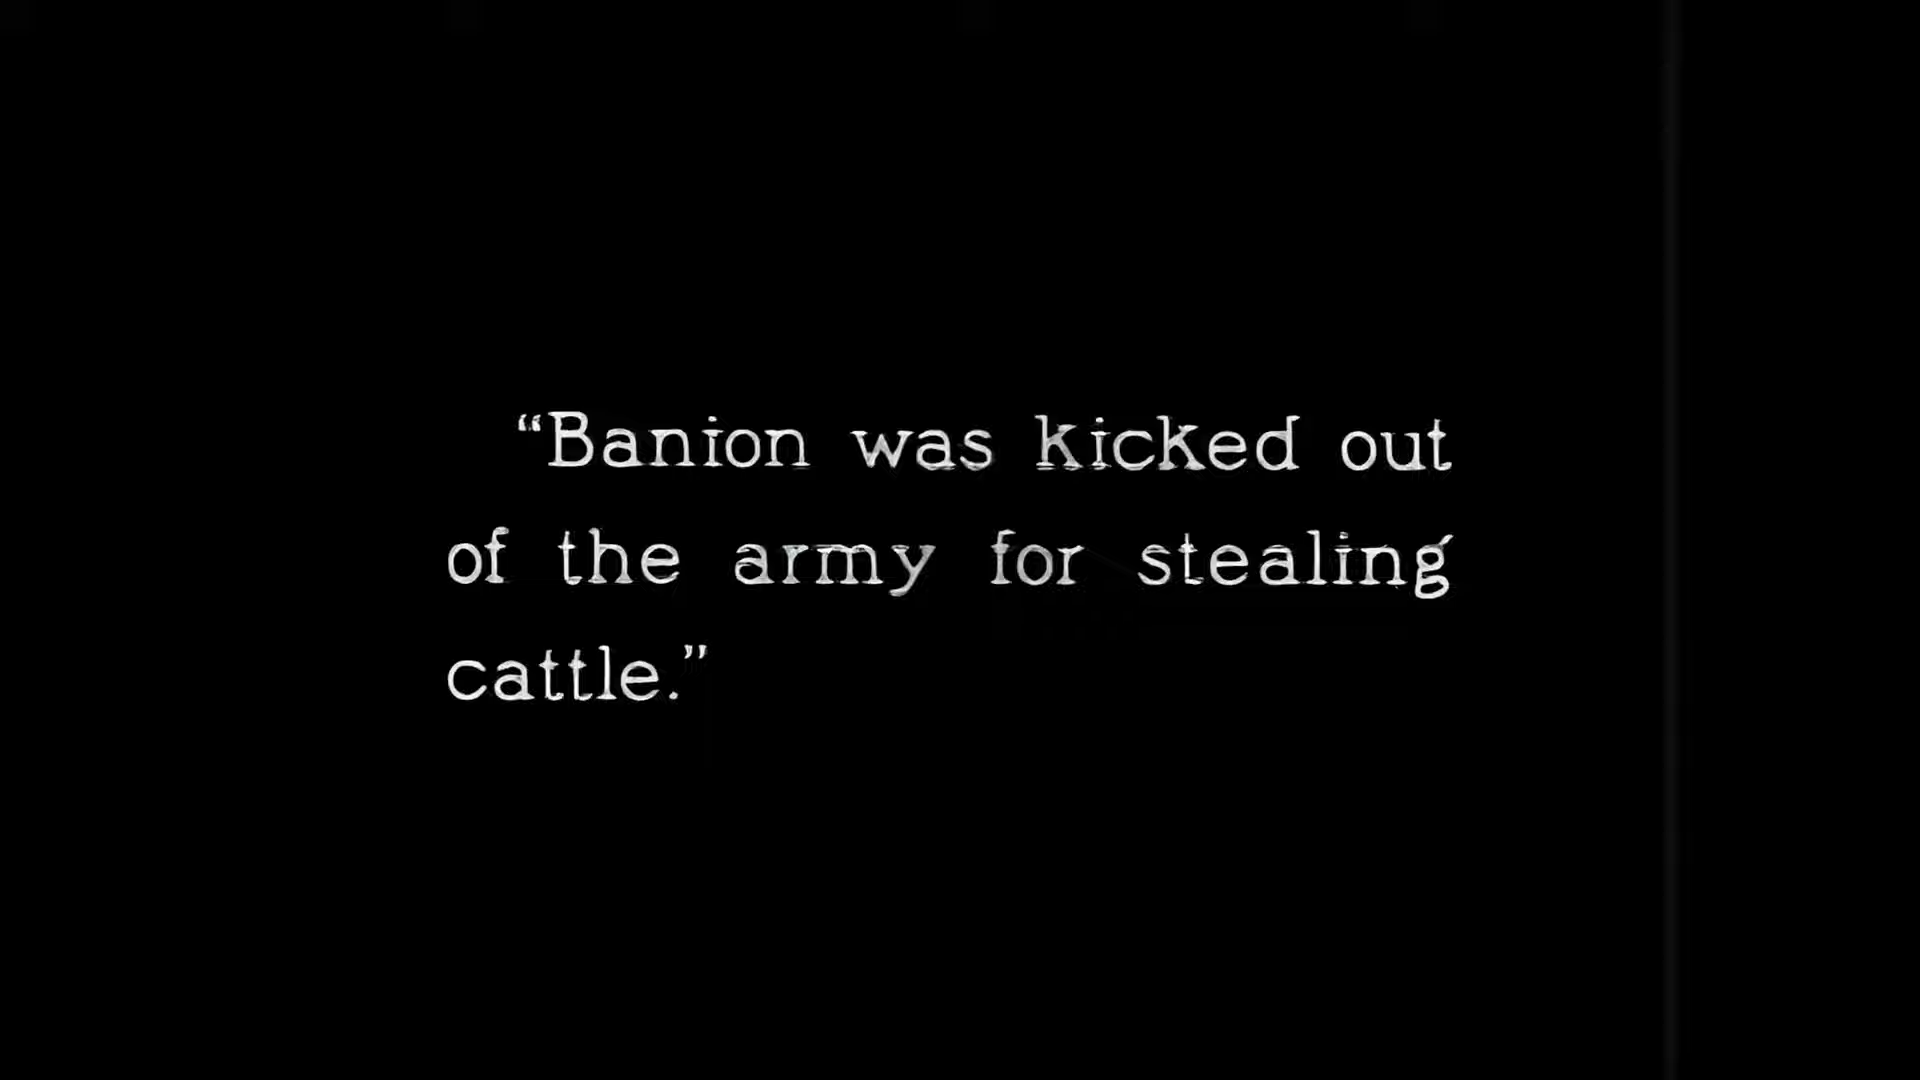 “Banion was kicked out
of the army for stealing
cattle.”